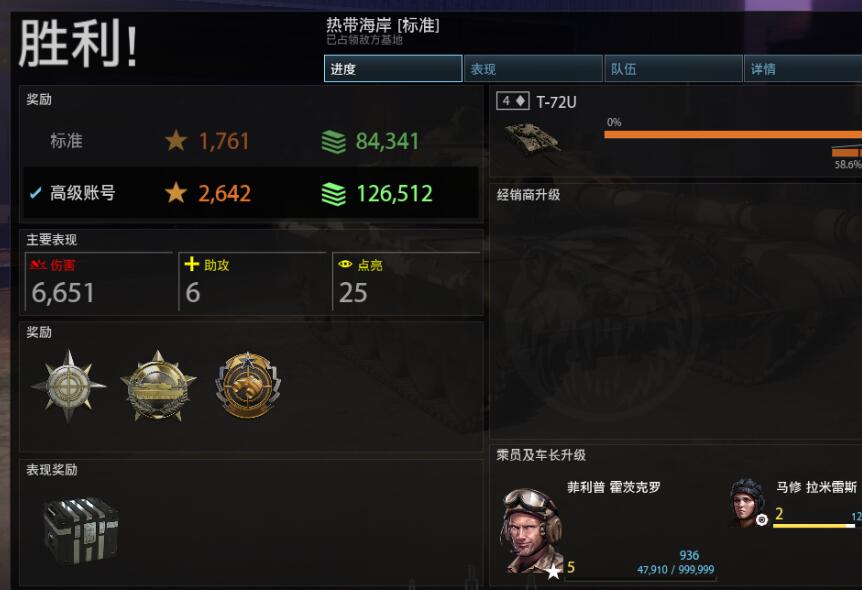 胜利!
热带海岸 [标准]
已占领敌方基地
进度
表现
队伍
详情
奖励
标准 1,761 84,341
高级账号 2,642 126,512
主要表现
伤害
6,651
助攻
6
点亮
25
奖励
表现奖励
4 T-72U
0%
58.6%
经销商升级
乘员及车长升级
菲利普 霍茨克罗
5
936
47,910 / 999,999
马修 拉米雷斯
2
12